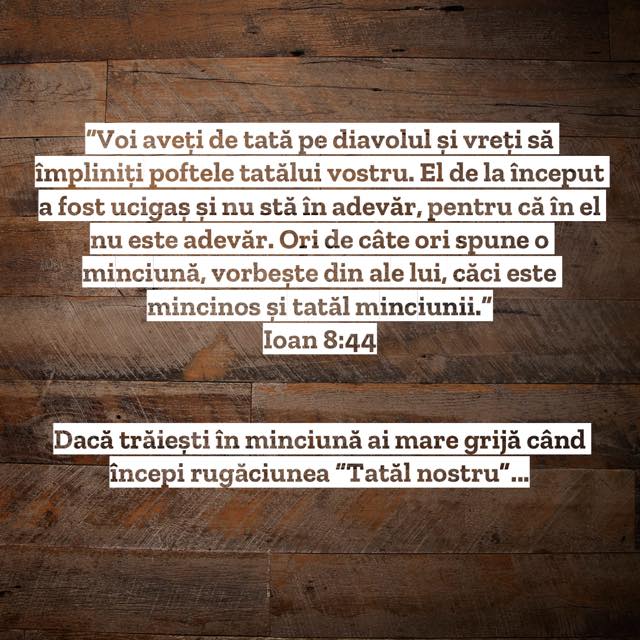 "Voi aveți de tată pe diavolul și vreți să
împliniți poftele tatălui vostru. El de la început
a fost ucigaș și nu stă în adevăr, pentru că în el
nu este adevăr. Ori de câte ori spune o
minciună, vorbește din ale lui, căci este
mincinos și tatăl minciunii."
Ioan 8:44
Dacă trăiești în minciună ai mare grijă când
începi rugăciunea "Tatăl nostru"...